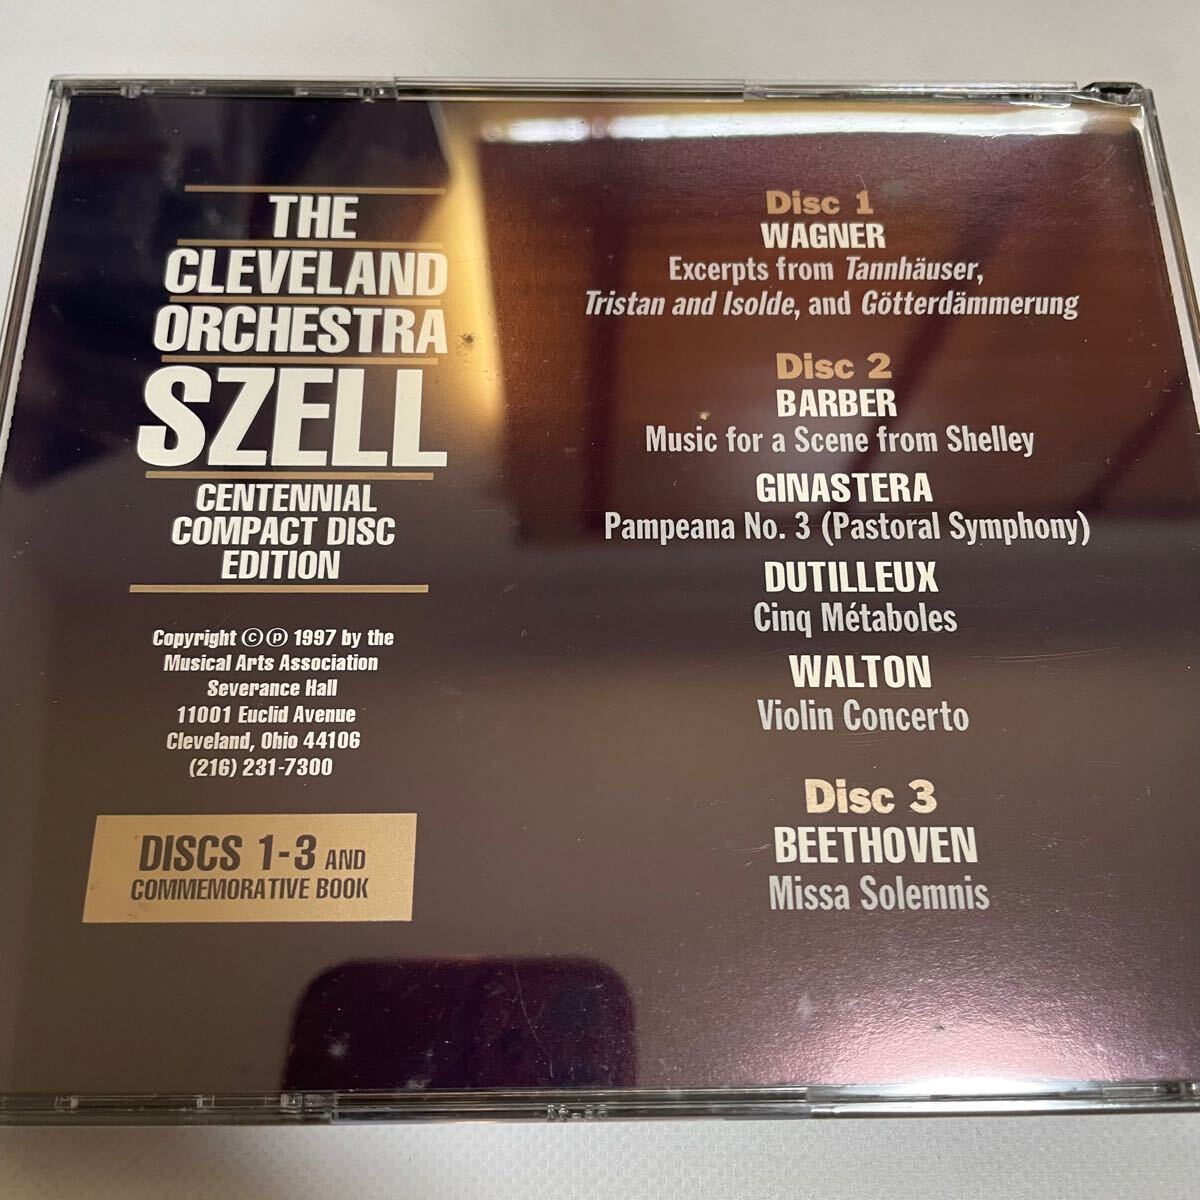 THE
CLEVELAND
ORCHESTRA
SZELL
CENTENNIAL
COMPACT DISC
EDITION
Copyright ⓒⓟ 1997 by the
Musical Arts Association
Severance Hall
11001 Euclid Avenue
Cleveland, Ohio 44106
(216) 231-7300
DISCS 1-3 AND
COMMEMORATIVE BOOK
Disc 1
WAGNER
Excerpts from Tannhäuser,
Tristan and Isolde, and Götterdämmerung
Disc 2
BARBER
Music for a Scene from Shelley
GINASTERA
Pampeana No. 3 (Pastoral Symphony)
DUTILLEUX
Cinq Métaboles
WALTON
Violin Concerto
Disc 3
BEETHOVEN
Missa Solemnis